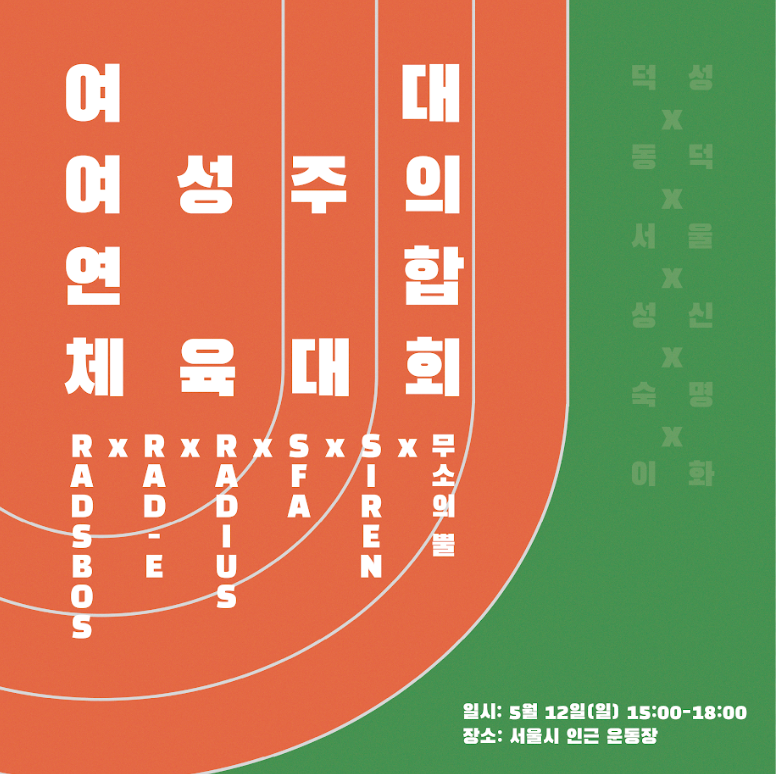 여 대
여 성 주 의
연 합
체 육 대 회
RADSBOS x RAD-E x RADIUS x SFA x SIREN x 무소의뿔
덕 성
x
동 덕
x
서 울
x
성 신
x
숙 명
x
이 화
일시: 5월 12일(일) 15:00-18:00
장소: 서울시 인근 운동장